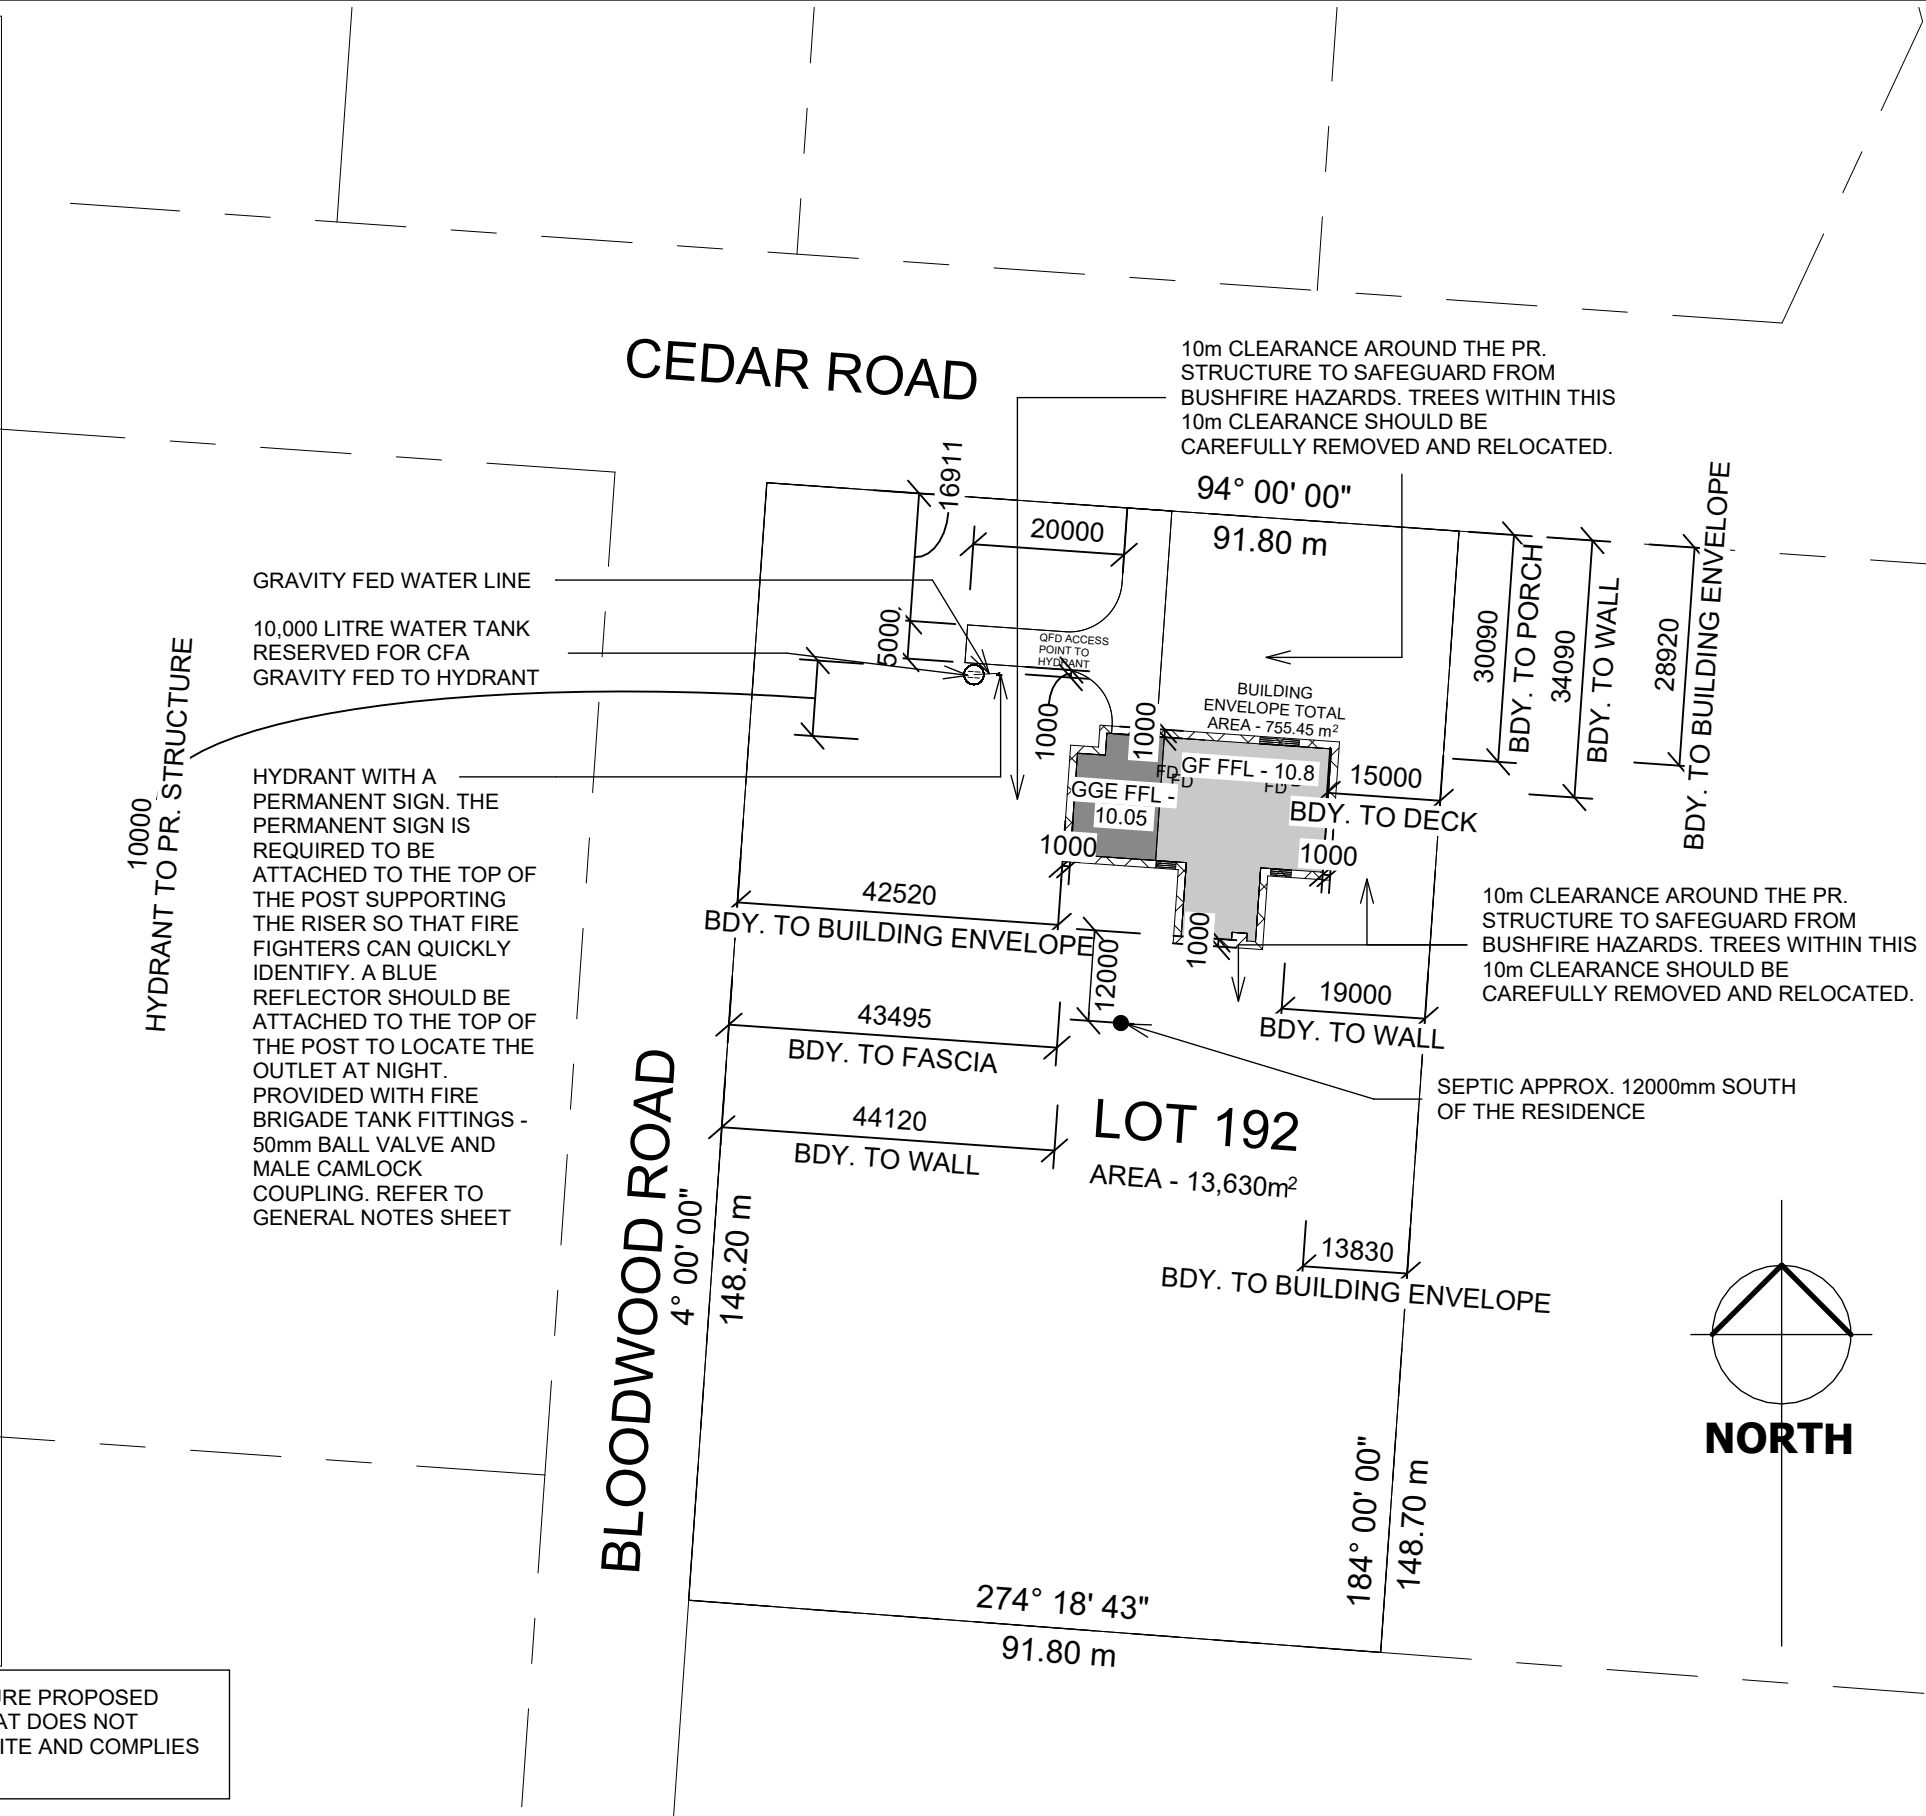 CEDAR ROAD
10m CLEARANCE AROUND THE PR.
STRUCTURE TO SAFEGUARD FROM
BUSHFIRE HAZARDS. TREES WITHIN THIS
10m CLEARANCE SHOULD BE
CAREFULLY REMOVED AND RELOCATED.
94° 00' 00"
91.80 m
16911
20000
5000
GRAVITY FED WATER LINE
10,000 LITRE WATER TANK
RESERVED FOR CFA
GRAVITY FED TO HYDRANT
10000
HYDRANT TO PR. STRUCTURE
HYDRANT WITH A
PERMANENT SIGN. THE
PERMANENT SIGN IS
REQUIRED TO BE
ATTACHED TO THE TOP OF
THE POST SUPPORTING
THE RISER SO THAT FIRE
FIGHTERS CAN QUICKLY
IDENTIFY. A BLUE
REFLECTOR SHOULD BE
ATTACHED TO THE TOP OF
THE POST TO LOCATE THE
OUTLET AT NIGHT.
PROVIDED WITH FIRE
BRIGADE TANK FITTINGS -
50mm BALL VALVE AND
MALE CAMLOCK
COUPLING. REFER TO
GENERAL NOTES SHEET
QFD ACCESS
POINT TO
HYDRANT
1000
1000
BUILDING
ENVELOPE TOTAL
AREA - 755.45 m²
30090
BDY. TO PORCH
34090
BDY. TO WALL
28920
BDY. TO BUILDING ENVELOPE
FD
FD
GF FFL - 10.8
FD
GGE FFL -
10.05
15000
BDY. TO DECK
1000
1000
42520
BDY. TO BUILDING ENVELOPE
12000
1000
10m CLEARANCE AROUND THE PR.
STRUCTURE TO SAFEGUARD FROM
BUSHFIRE HAZARDS. TREES WITHIN THIS
10m CLEARANCE SHOULD BE
CAREFULLY REMOVED AND RELOCATED.
19000
BDY. TO WALL
43495
BDY. TO FASCIA
SEPTIC APPROX. 12000mm SOUTH
OF THE RESIDENCE
44120
BDY. TO WALL
LOT 192
AREA - 13,630m²
BLOODWOOD ROAD
4° 00' 00"
148.20 m
13830
BDY. TO BUILDING ENVELOPE
184° 00' 00"
148.70 m
NORTH
274° 18' 43"
91.80 m
URE PROPOSED
AT DOES NOT
ITE AND COMPLIES